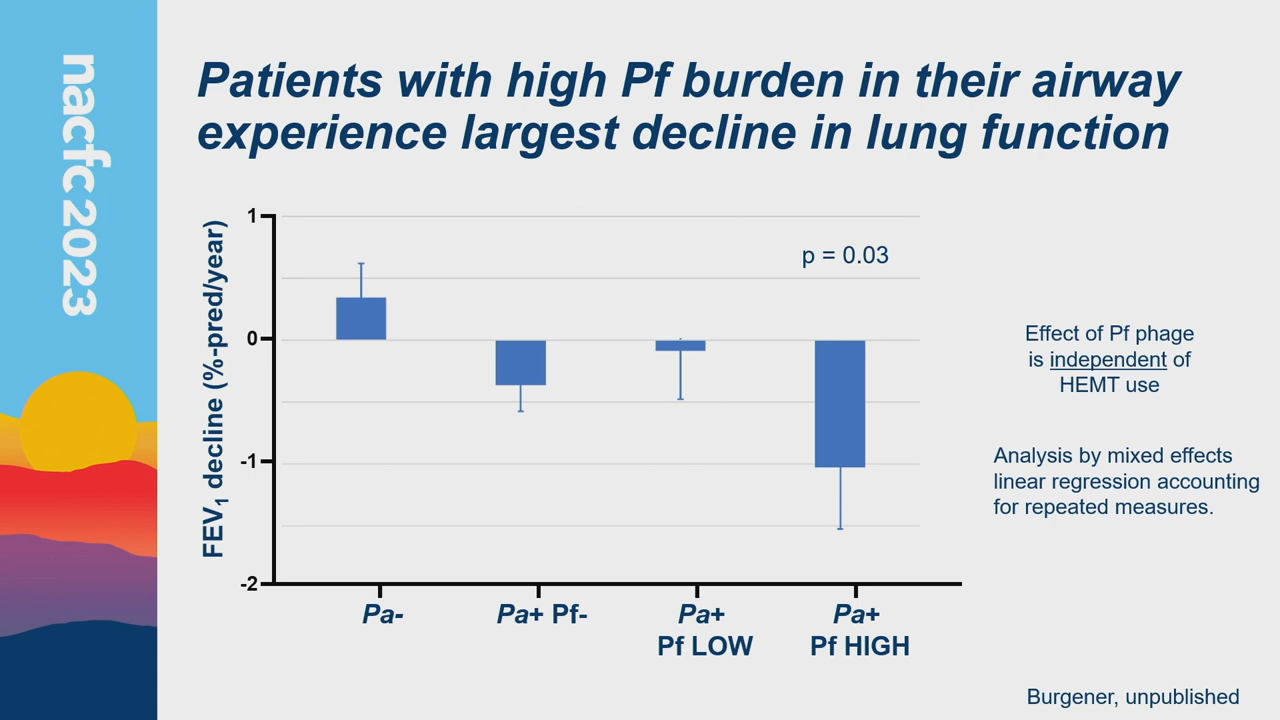 nacfc 2023
Patients with high Pf burden in their airway
experience largest decline in lung function
FEV1 decline (%-pred/year)
1
0
-1
-2
p = 0.03
Pa-
Pa+ Pf-
Pa+
Pf LOW
Pa+
Pf HIGH
Effect of Pf phage
is independent of
HEMT use
Analysis by mixed effects
linear regression accounting
for repeated measures.
Burgener, unpublished